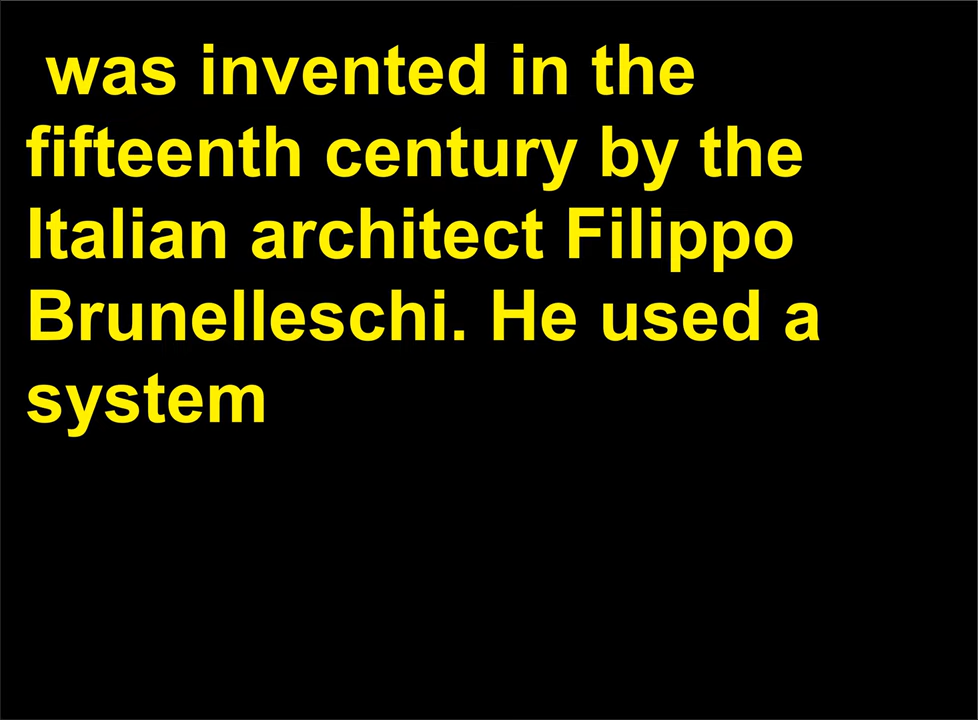 was invented in the
fifteenth century by the
Italian architect Filippo
Brunelleschi. He used a
system